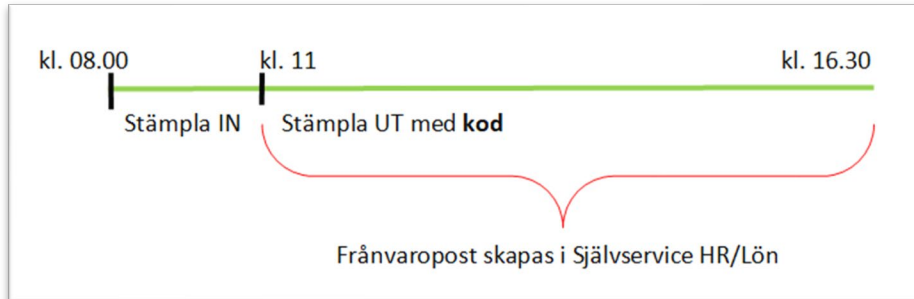 kl. 08.00 kl. 11 kl. 16.30
Stämpla IN Stämpla UT med kod
Frånvaropost skapas i Självservice HR/Lön